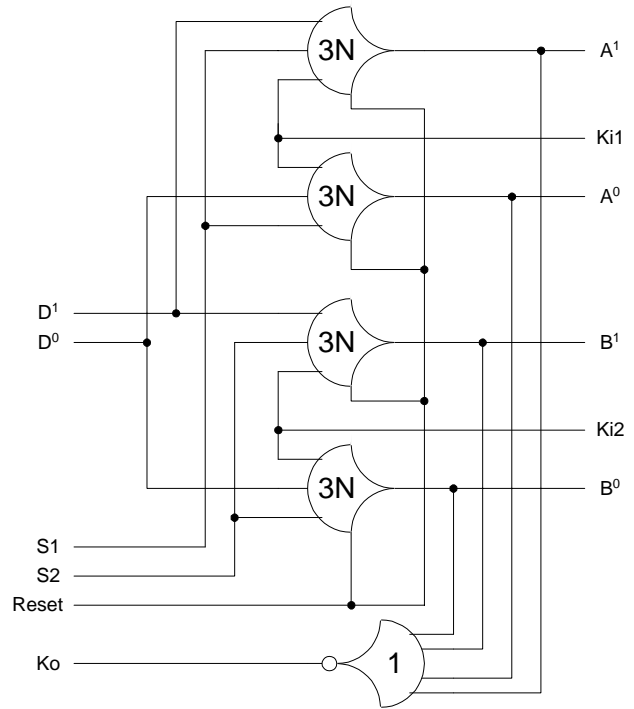 3N
A¹
Ki1
3N
A⁰
D¹
D⁰
3N
B¹
Ki2
3N
B⁰
S1
S2
Reset
Ko
1